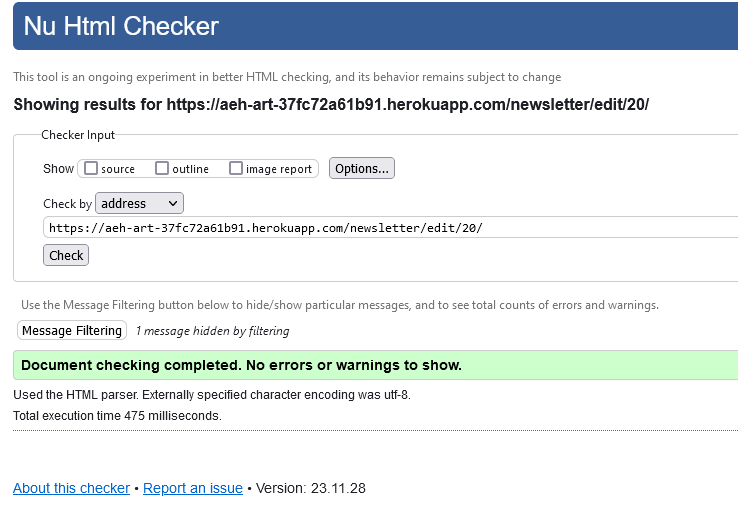 Nu Html Checker
This tool is an ongoing experiment in better HTML checking, and its behavior remains subject to change
Showing results for https://aeh-art-37fc72a61b91.herokuapp.com/newsletter/edit/20/
Checker Input
Show source outline image report Options...
Check by address
https://aeh-art-37fc72a61b91.herokuapp.com/newsletter/edit/20/
Check
Use the Message Filtering button below to hide/show particular messages, and to see total counts of errors and warnings.
Message Filtering 1 message hidden by filtering
Document checking completed. No errors or warnings to show.
Used the HTML parser. Externally specified character encoding was utf-8.
Total execution time 475 milliseconds.
About this checker • Report an issue • Version: 23.11.28